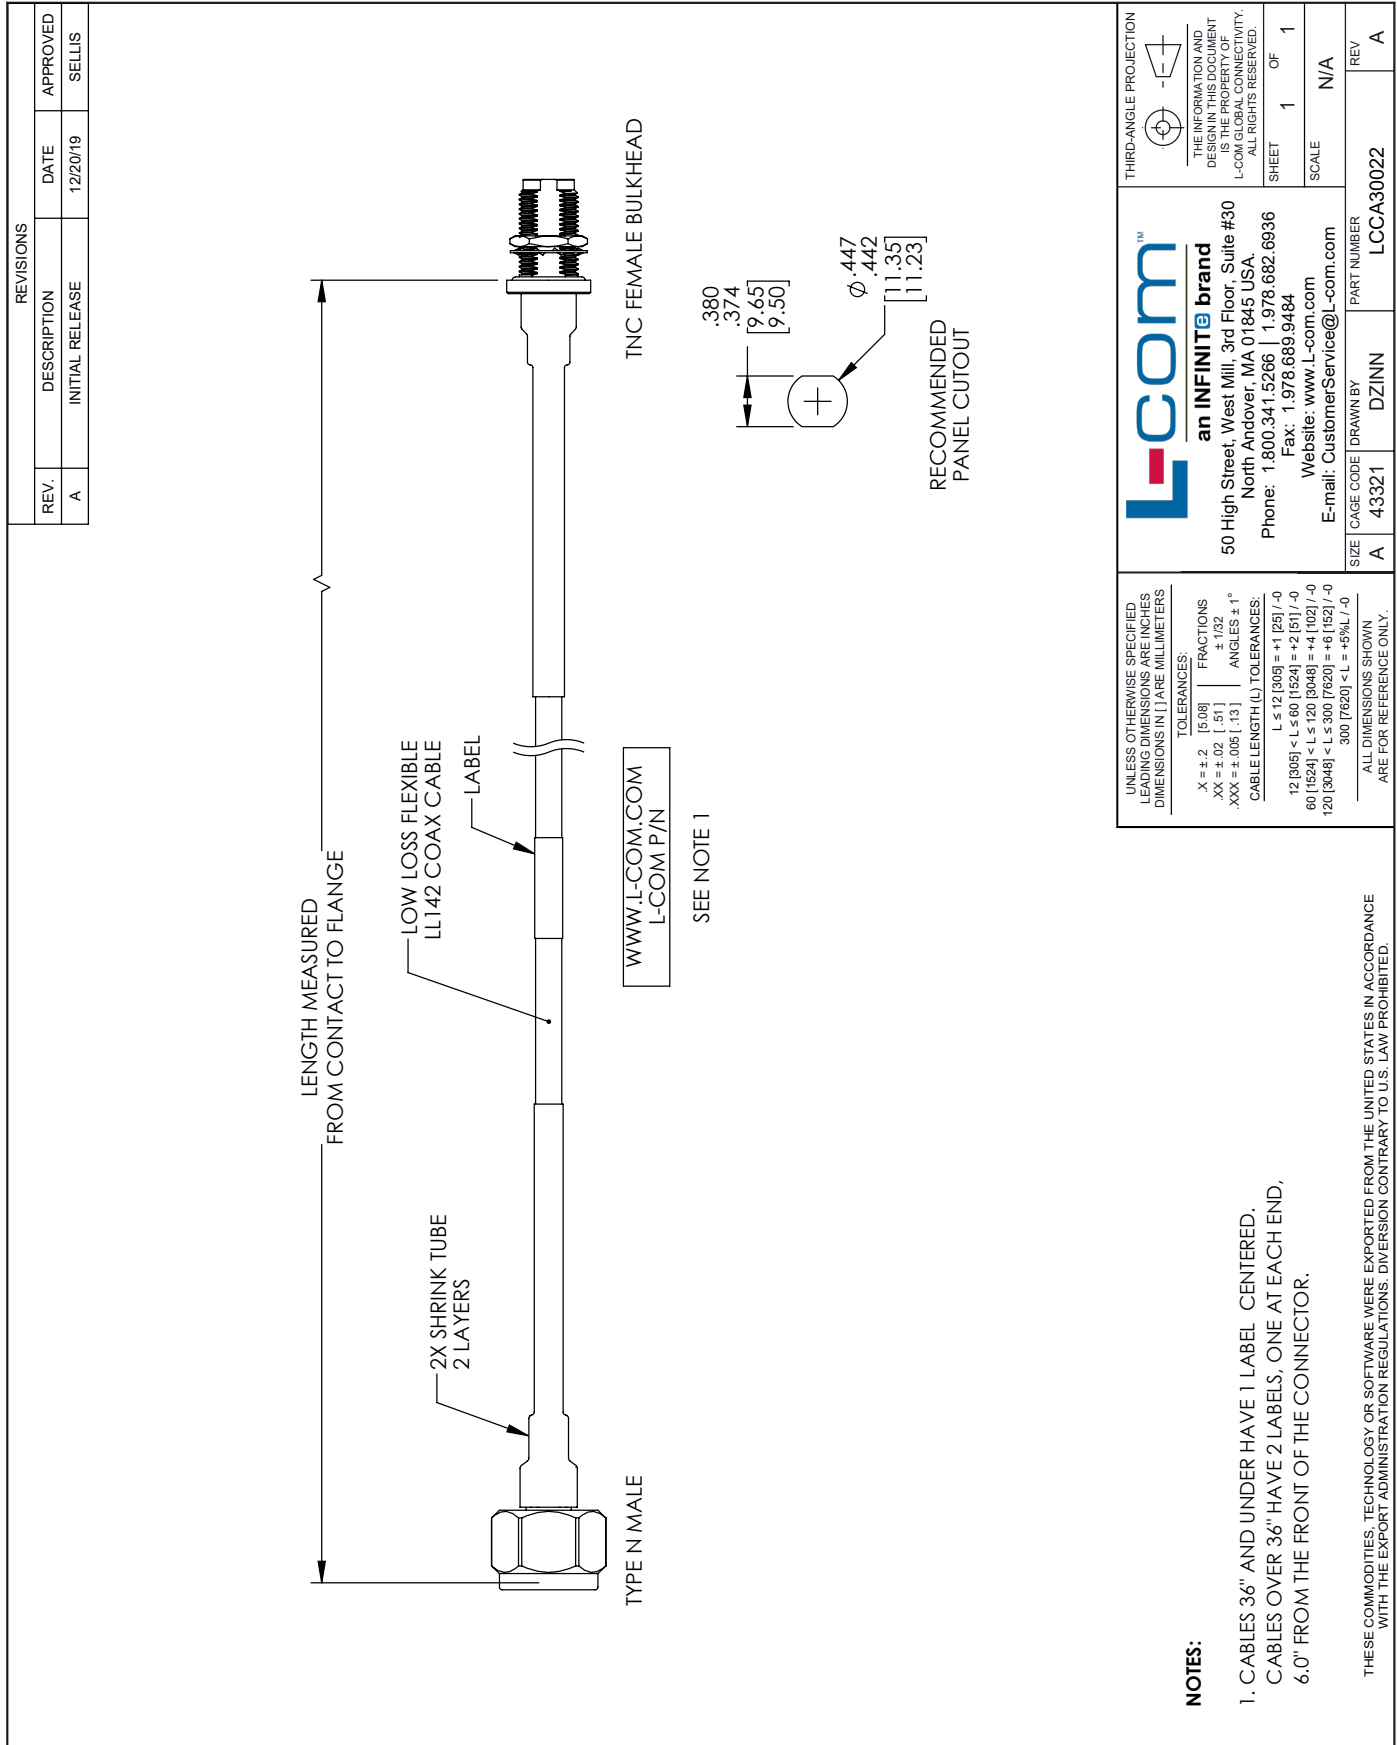 REVISIONS
REV. DESCRIPTION DATE APPROVED
A INITIAL RELEASE 12/20/19 SELLIS
LENGTH MEASURED
FROM CONTACT TO FLANGE
2X SHRINK TUBE
2 LAYERS
LOW LOSS FLEXIBLE
LL142 COAX CABLE
LABEL
TYPE N MALE
TNC FEMALE BULKHEAD
WWW.L-COM.COM
L-COM P/N
SEE NOTE 1
.380
.374
[9.65]
[9.50]
⌀.447
.442
[11.35]
[11.23]
RECOMMENDED
PANEL CUTOUT
NOTES:
1. CABLES 36" AND UNDER HAVE 1 LABEL CENTERED.
CABLES OVER 36" HAVE 2 LABELS, ONE AT EACH END,
6.0" FROM THE FRONT OF THE CONNECTOR.
THESE COMMODITIES, TECHNOLOGY OR SOFTWARE WERE EXPORTED FROM THE UNITED STATES IN ACCORDANCE
WITH THE EXPORT ADMINISTRATION REGULATIONS. DIVERSION CONTRARY TO U.S. LAW PROHIBITED.
UNLESS OTHERWISE SPECIFIED
LEADING DIMENSIONS ARE INCHES
DIMENSIONS IN [ ] ARE MILLIMETERS
TOLERANCES:
.X = ± .2 [5.08] FRACTIONS
.XX = ± .02 [ .51 ] ± 1/32
.XXX = ± .005 [ .13 ] ANGLES ± 1°
CABLE LENGTH (L) TOLERANCES:
L ≤ 12 [305] = +1 [25] / -0
12 [305] < L ≤ 60 [1524] = +2 [51] / -0
60 [1524] < L ≤ 120 [3048] = +4 [102] / -0
120 [3048] < L ≤ 300 [7620] = +6 [152] / -0
300 [7620] < L = +5%L / -0
ALL DIMENSIONS SHOWN
ARE FOR REFERENCE ONLY.
L-com™
an INFINITe brand
50 High Street, West Mill, 3rd Floor, Suite #30
North Andover, MA 01845 USA.
Phone: 1.800.341.5266 | 1.978.682.6936
Fax: 1.978.689.9484
Website: www.L-com.com
E-mail: CustomerService@L-com.com
THIRD-ANGLE PROJECTION
THE INFORMATION AND
DESIGN IN THIS DOCUMENT
IS THE PROPERTY OF
L-COM GLOBAL CONNECTIVITY.
ALL RIGHTS RESERVED.
SHEET 1 OF 1
SCALE N/A
SIZE A
CAGE CODE 43321
DRAWN BY DZINN
PART NUMBER LCCA30022
REV A